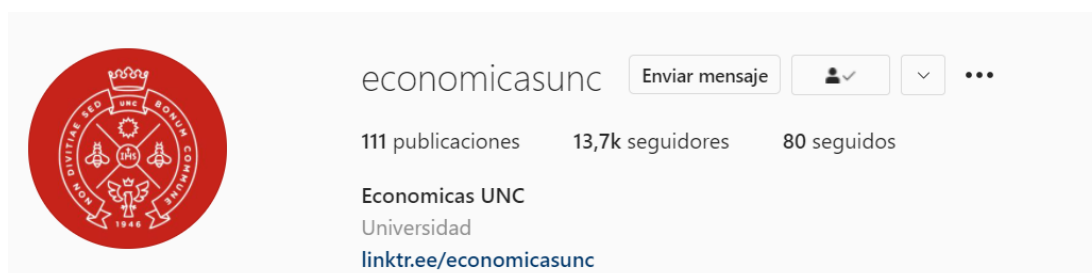 NON DIVITIAE SED BONUM COMMUNE
UNC
IHS
1946
economicasunc Enviar mensaje
111 publicaciones 13,7k seguidores 80 seguidos
Economicas UNC
Universidad
linktr.ee/economicasunc